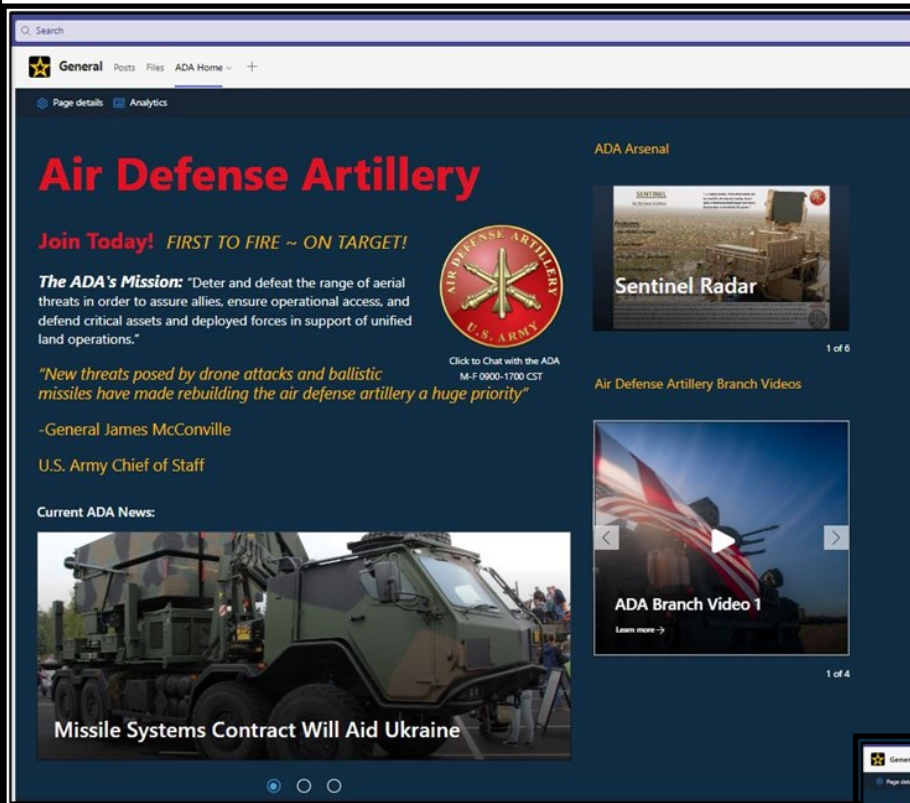 Search
General Posts Files ADA Home
Page details Analytics
Air Defense Artillery
Join Today! FIRST TO FIRE ~ ON TARGET!
The ADA's Mission: "Deter and defeat the range of aerial
threats in order to assure allies, ensure operational access, and
defend critical assets and deployed forces in support of unified
land operations."
AIR DEFENSE ARTILLERY
U.S. ARMY
Click to Chat with the ADA
M-F 0900-1700 CST
"New threats posed by drone attacks and ballistic
missiles have made rebuilding the air defense artillery a huge priority"
-General James McConville
U.S. Army Chief of Staff
Current ADA News:
Missile Systems Contract Will Aid Ukraine
ADA Arsenal
SENTINEL
Features:
Sentinel Radar
1 of 6
Air Defense Artillery Branch Videos
ADA Branch Video 1
Learn more
1 of 4